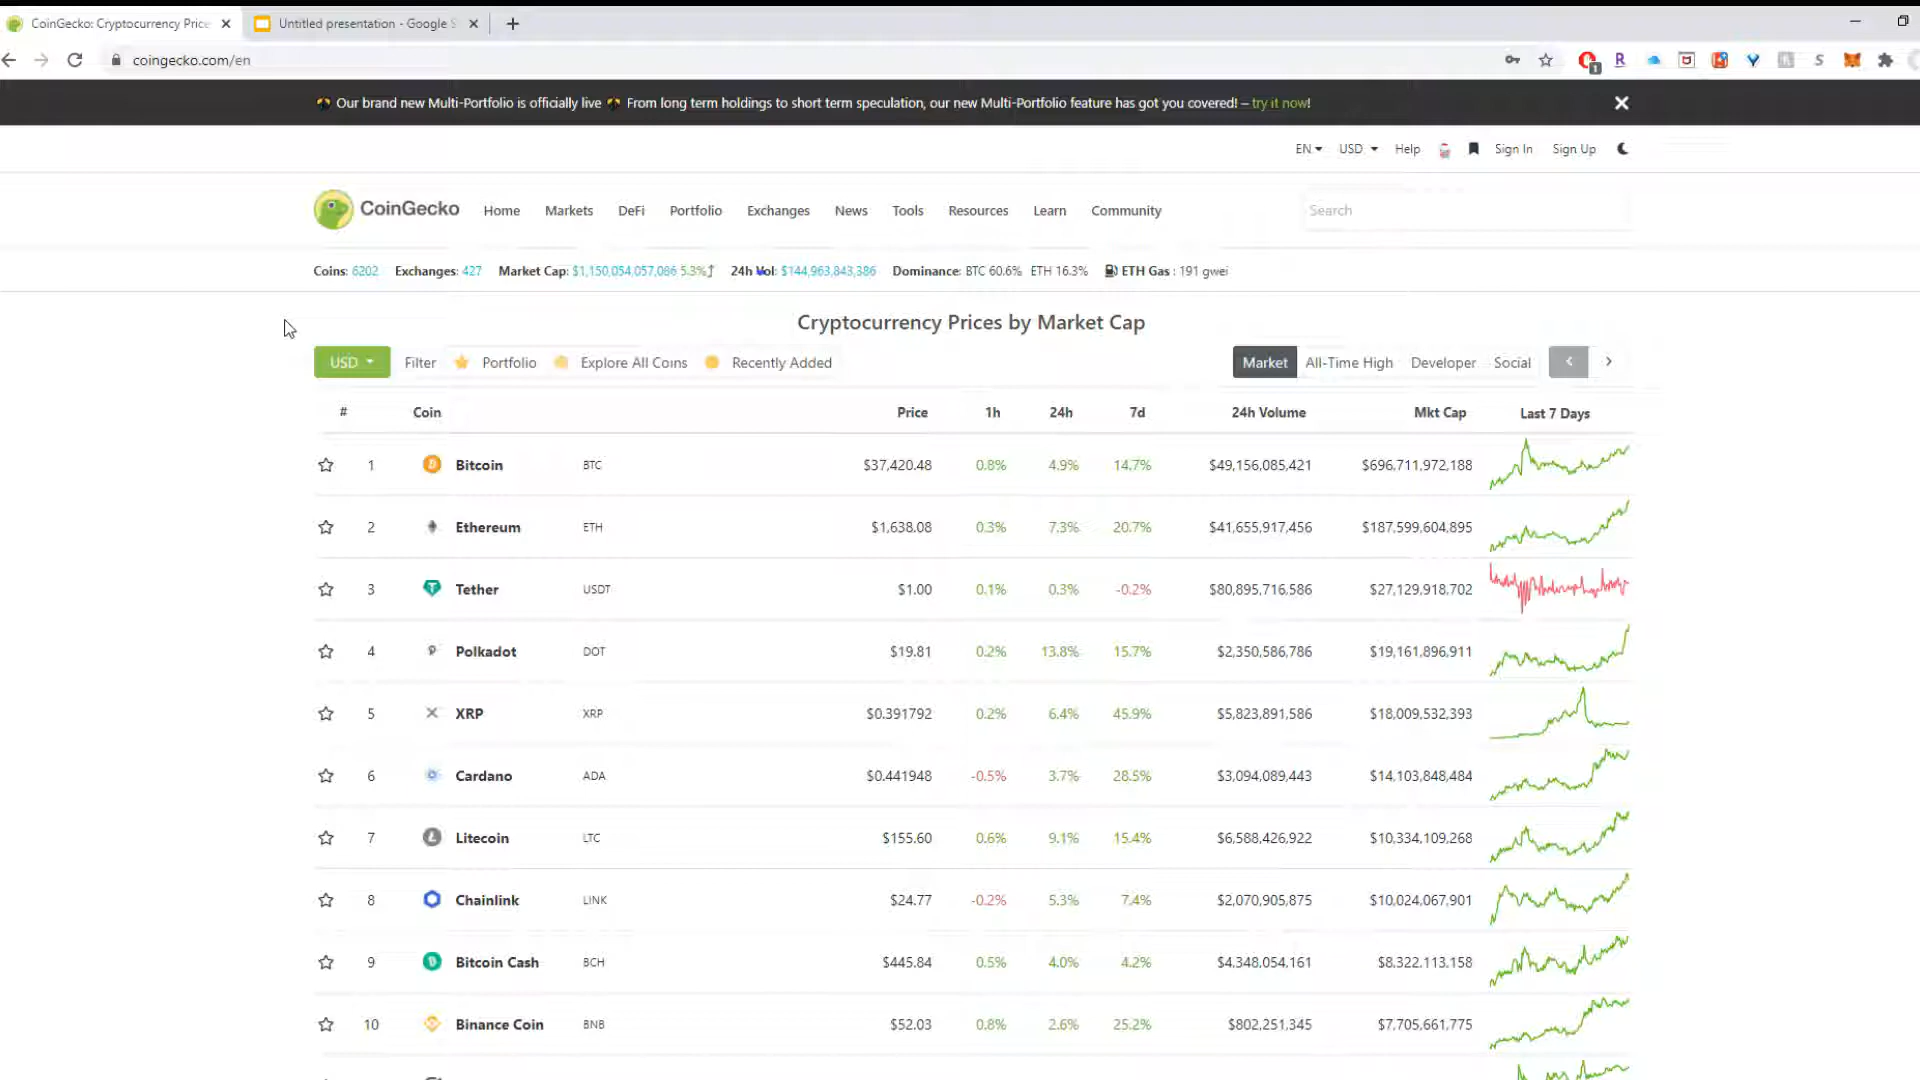 CoinGecko: Cryptocurrency Price
Untitled presentation - Google S
coingecko.com/en
Our brand new Multi-Portfolio is officially live From long term holdings to short term speculation, our new Multi-Portfolio feature has got you covered! – try it now!
EN USD Help Sign In Sign Up
CoinGecko Home Markets DeFi Portfolio Exchanges News Tools Resources Learn Community Search
Coins: 6202 Exchanges: 427 Market Cap: $1,150,054,057,086 5.3% 24h Vol: $144,963,843,386 Dominance: BTC 60.6% ETH 16.3% ETH Gas : 191 gwei
Cryptocurrency Prices by Market Cap
USD Filter Portfolio Explore All Coins Recently Added Market All-Time High Developer Social
# Coin Price 1h 24h 7d 24h Volume Mkt Cap Last 7 Days
1 Bitcoin BTC $37,420.48 0.8% 4.9% 14.7% $49,156,085,421 $696,711,972,188
2 Ethereum ETH $1,638.08 0.3% 7.3% 20.7% $41,655,917,456 $187,599,604,895
3 Tether USDT $1.00 0.1% 0.3% -0.2% $80,895,716,586 $27,129,918,702
4 Polkadot DOT $19.81 0.2% 13.8% 15.7% $2,350,586,786 $19,161,896,911
5 XRP XRP $0.391792 0.2% 6.4% 45.9% $5,823,891,586 $18,009,532,393
6 Cardano ADA $0.441948 -0.5% 3.7% 28.5% $3,094,089,443 $14,103,848,484
7 Litecoin LTC $155.60 0.6% 9.1% 15.4% $6,588,426,922 $10,334,109,268
8 Chainlink LINK $24.77 -0.2% 5.3% 7.4% $2,070,905,875 $10,024,067,901
9 Bitcoin Cash BCH $445.84 0.5% 4.0% 4.2% $4,348,054,161 $8,322,113,158
10 Binance Coin BNB $52.03 0.8% 2.6% 25.2% $802,251,345 $7,705,661,775